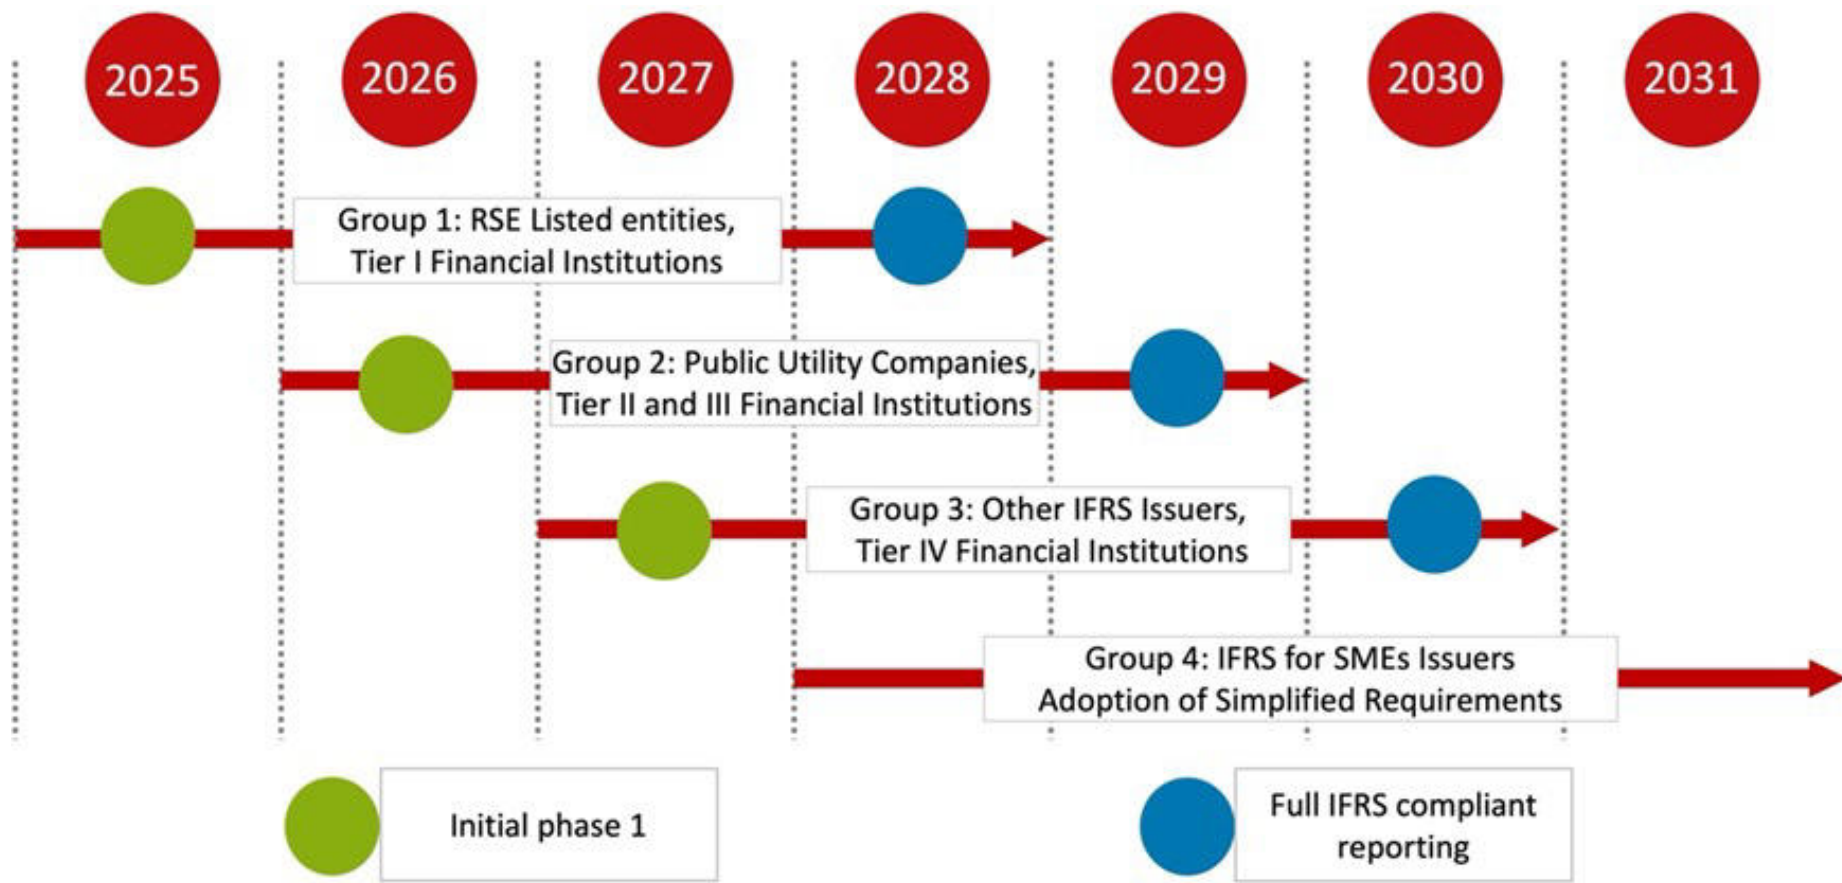 2025
2026
2027
2028
2029
2030
2031
Group 1: RSE Listed entities,
Tier I Financial Institutions
Group 2: Public Utility Companies,
Tier II and III Financial Institutions
Group 3: Other IFRS Issuers,
Tier IV Financial Institutions
Group 4: IFRS for SMEs Issuers
Adoption of Simplified Requirements
Initial phase 1
Full IFRS compliant
reporting